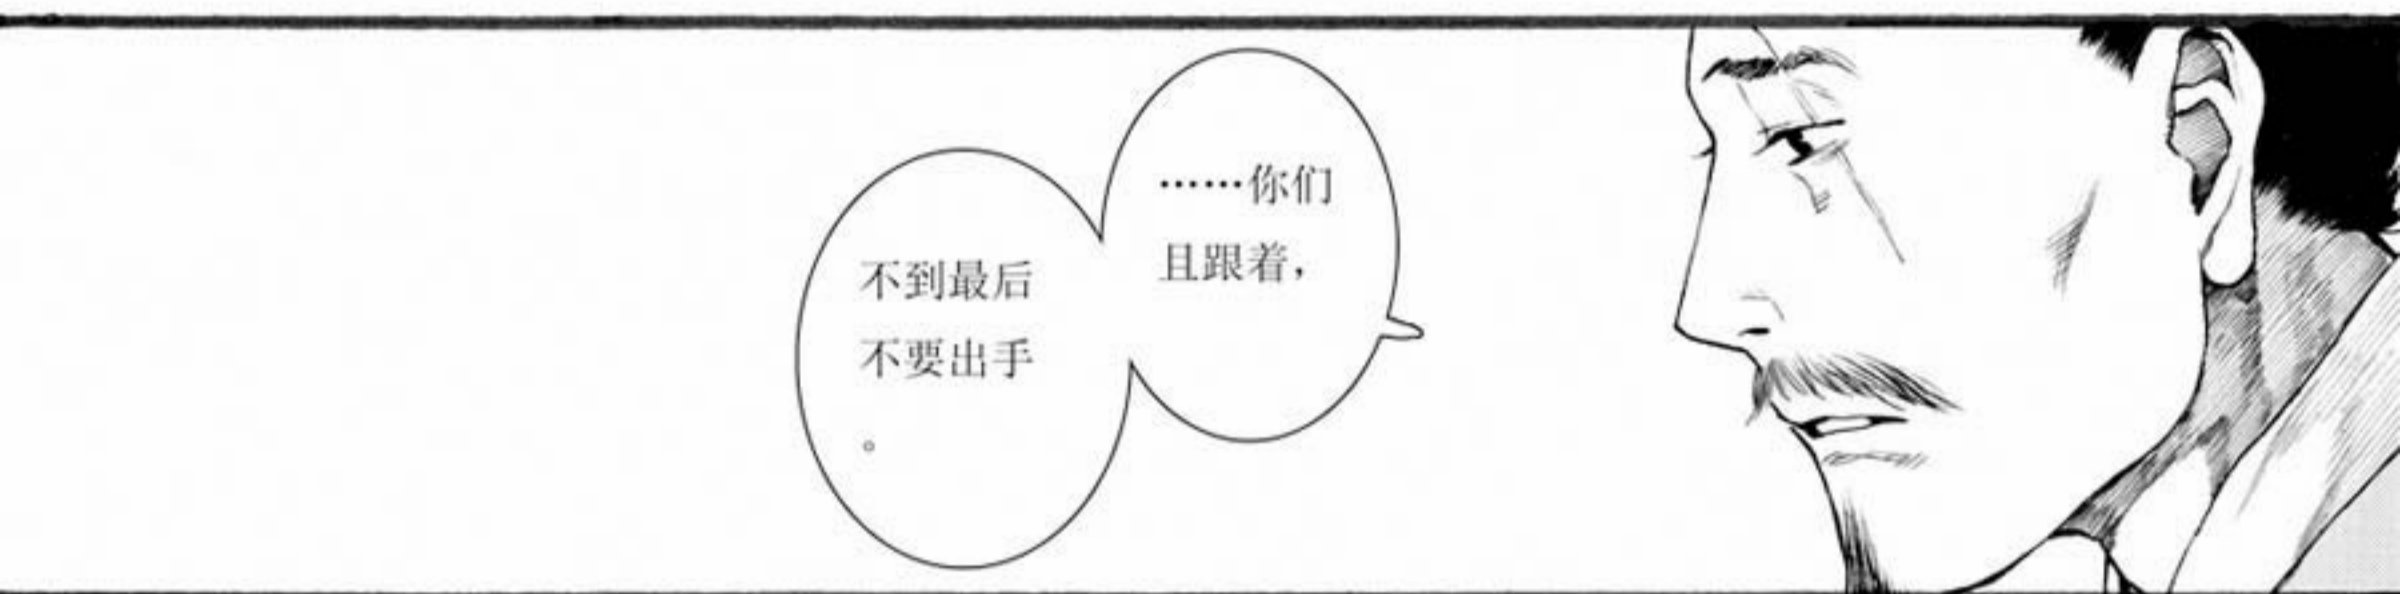 ……你们
且跟着，
不到最后
不要出手
。